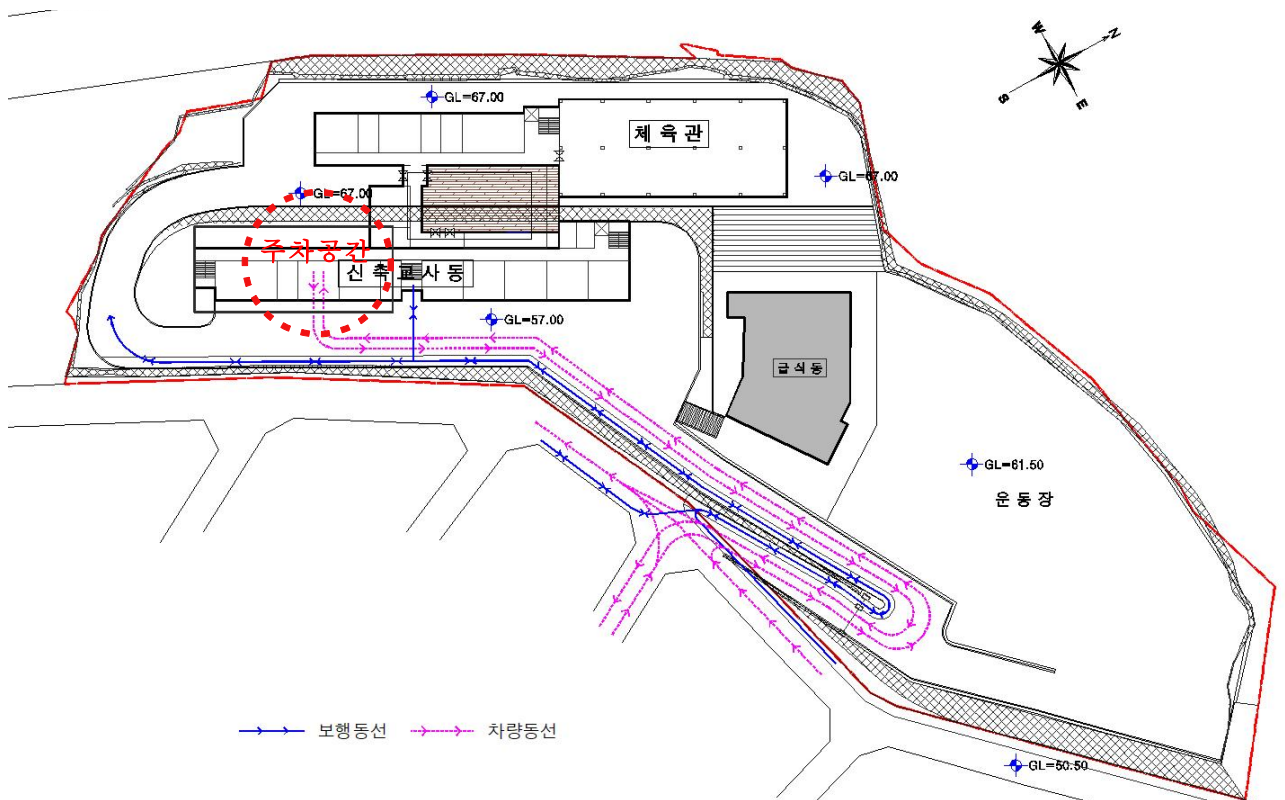 W
N
S
E
GL=67.00
체육관
GL=67.00
GL=67.00
주차공간
신축교사동
GL=57.00
급식동
GL=61.50
운동장
보행동선
차량동선
GL=50.50